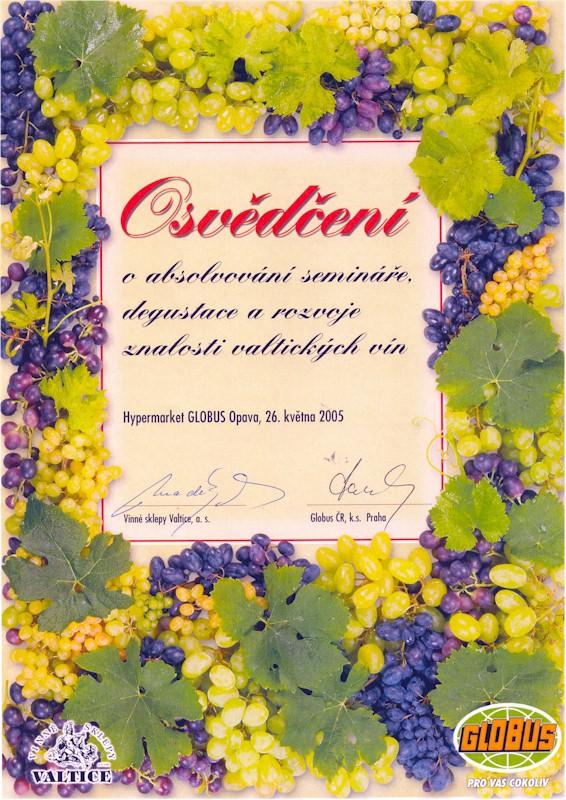 Osvědčení
o absolvování semináře,
degustace a rozvoje
znalosti valtických vín
Hypermarket GLOBUS Opava, 26. května 2005
Vinné sklepy Valtice, a. s.
Globus ČR, k.s. Praha
VINNÉ SKLEPY
VALTICE
GLOBUS
PRO VÁS COKOLIV